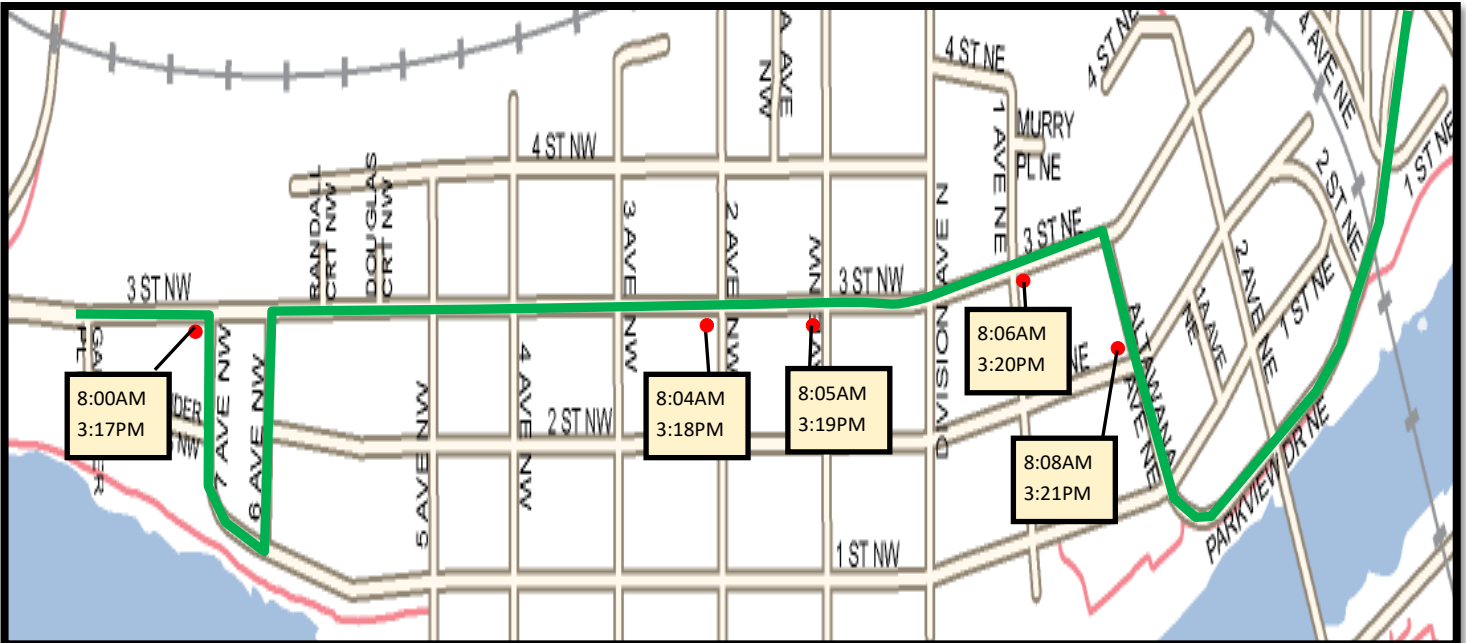 4 ST NE
4 AVE NE
A AVE
NW
4 ST NE
MURRY
PL NE
1 AVE NE
4 ST NW
1 ST NE
2 ST NE
RANDALL
CRT NW
DOUGLAS
CRT NW
3 AVE NW
2 AVE NW
DIVISION AVE N
3 ST NE
3 ST NW
3 ST NW
2 AVE NE
1A AVE
NE
1 ST NE
ALTAWANA
AVE NE
7 AVE NW
6 AVE NW
5 AVE NW
4 AVE NW
2 ST NW
NE
8:00AM
3:17PM
8:04AM
3:18PM
8:05AM
3:19PM
8:06AM
3:20PM
8:08AM
3:21PM
1 ST NW
PARKVIEW DR NE